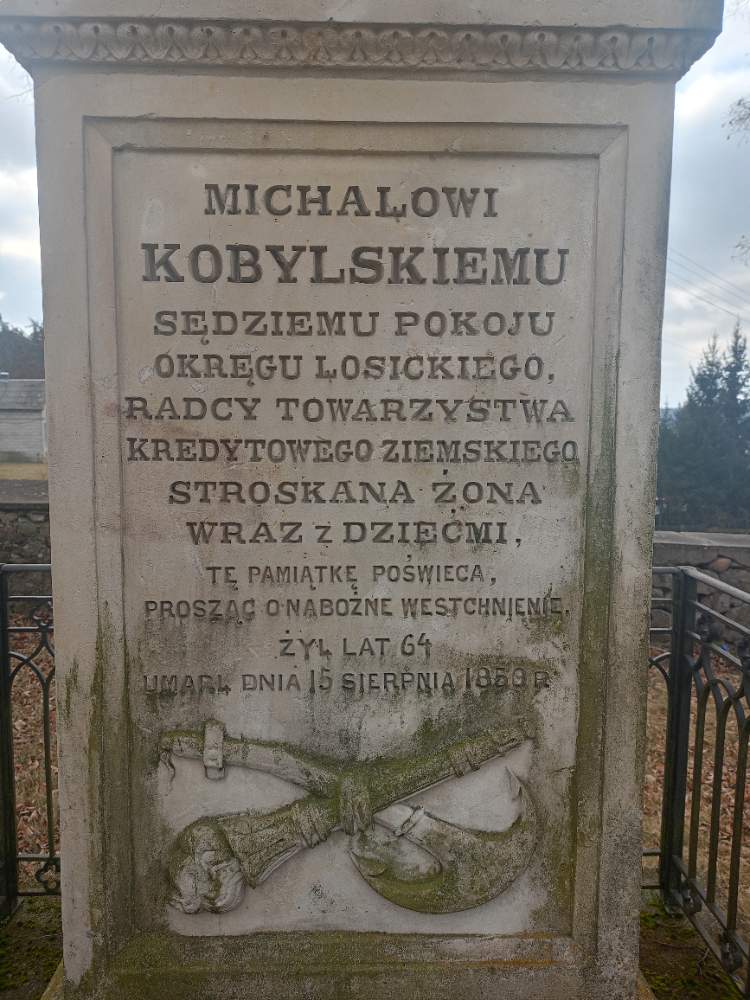 MICHAŁOWI
KOBYLSKIEMU
SĘDZIEMU POKOJU
OKRĘGU ŁOSICKIEGO,
RADCY TOWARZYSTWA
KREDYTOWEGO ZIEMSKIEGO
STROSKANA ŻONA
WRAZ Z DZIEĆMI,
TĘ PAMIĄTKĘ POŚWIĘCA,
PROSZĄC O NABOŻNE WESTCHNIENIE.
ŻYŁ LAT 64
UMARŁ DNIA 15 SIERPNIA R